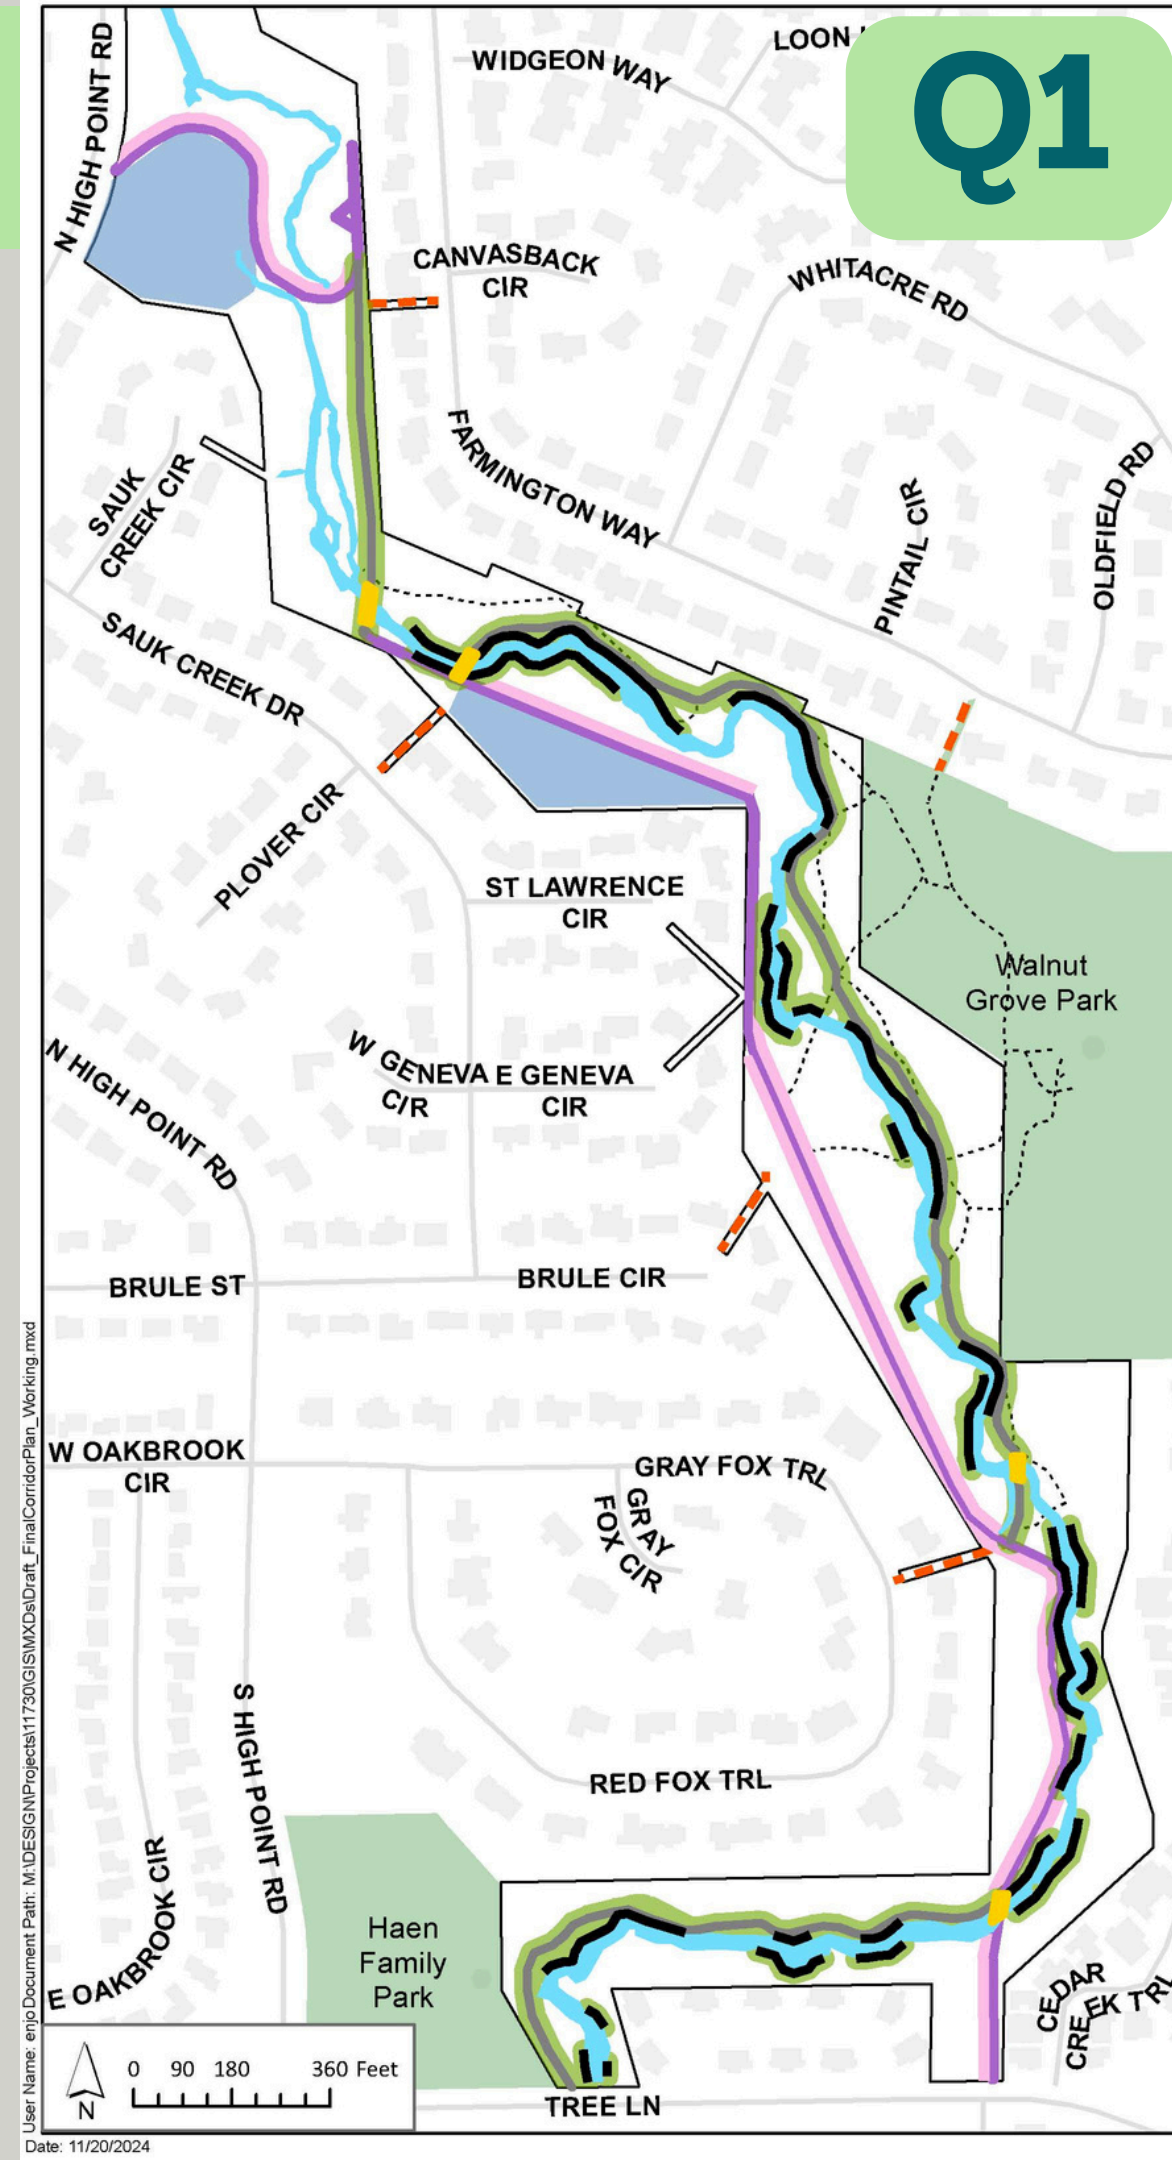 Q1
LOON
WIDGEON WAY
N HIGH POINT RD
CANVASBACK
CIR
WHITACRE RD
FARMINGTON WAY
OLDFIELD RD
PINTAIL CIR
SAUK
CREEK CIR
SAUK CREEK DR
PLOVER CIR
ST LAWRENCE
CIR
Walnut
Grove Park
W GENEVA
CIR
E GENEVA
CIR
N HIGH POINT RD
BRULE ST
BRULE CIR
W OAKBROOK
CIR
GRAY FOX TRL
GRAY
FOX CIR
S HIGH POINT RD
RED FOX TRL
E OAKBROOK CIR
Haen
Family
Park
CEDAR
CREEK TRL
TREE LN
N
0 90 180 360 Feet
User Name: enjo Document Path: M:\DESIGN\Projects\11730\GIS\MXDs\Draft_FinalCorridorPlan_Working.mxd
Date: 11/20/2024